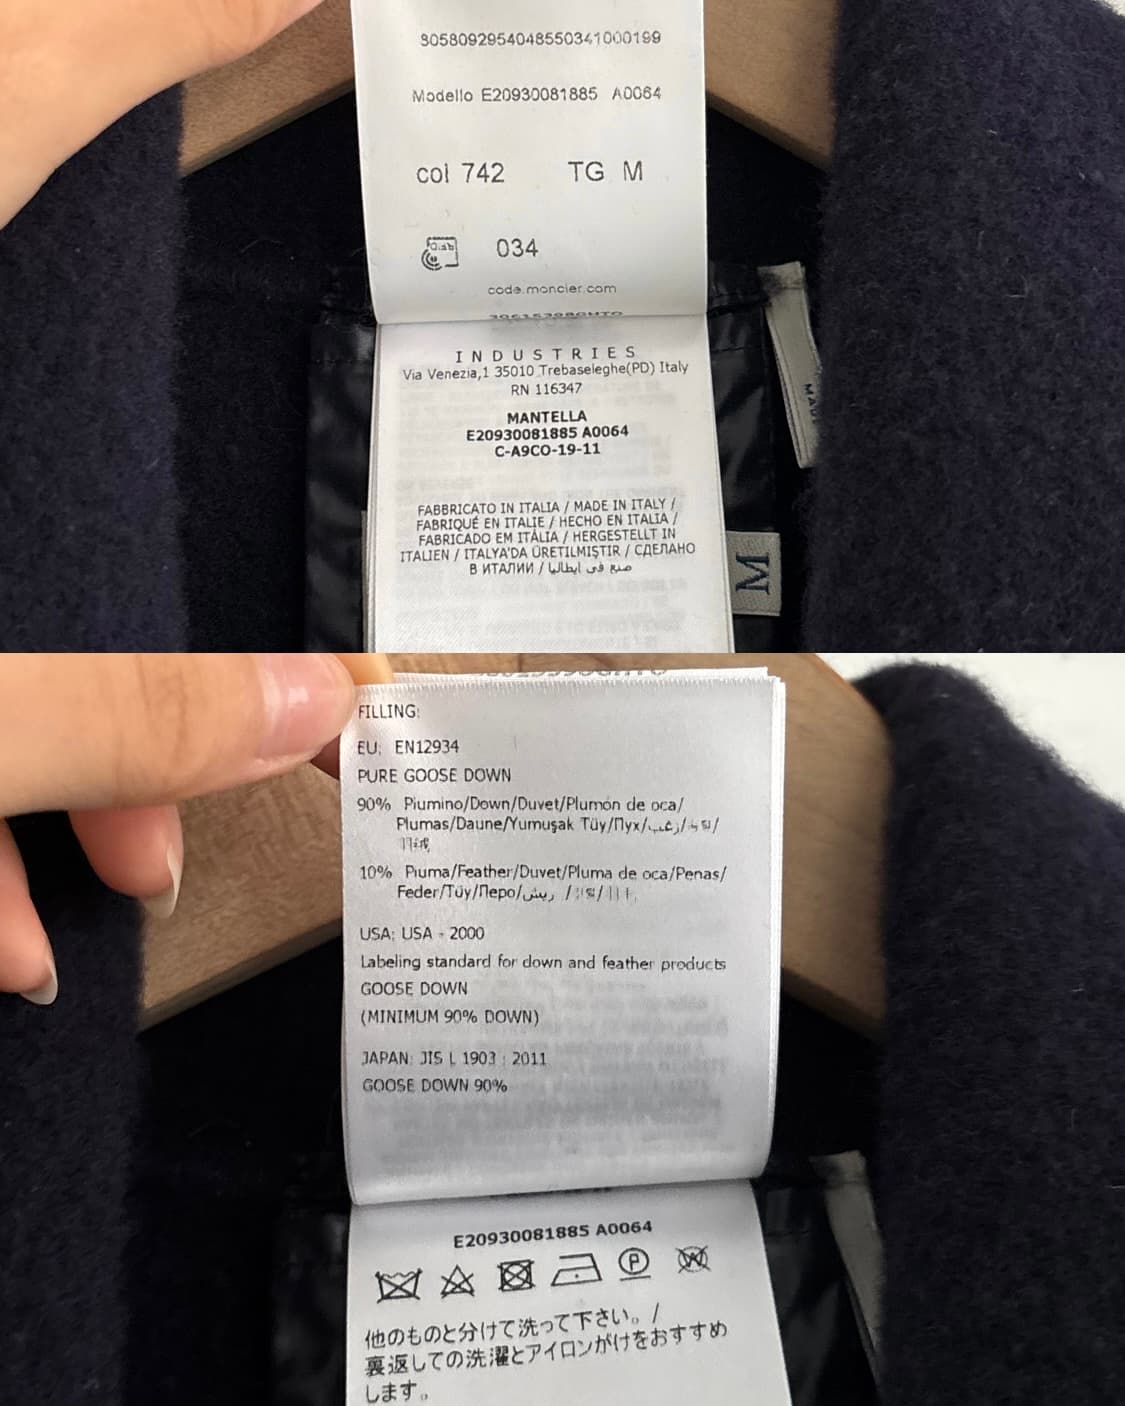 8058092954048550341000199
Modello E20930081885 A0064
col 742 TG M
034
code.moncler.com
INDUSTRIES
Via Venezia,1 35010 Trebaseleghe(PD) Italy
RN 116347
MANTELLA
E20930081885 A0064
C-A9CO-19-11
FABBRICATO IN ITALIA / MADE IN ITALY /
FABRIQUÉ EN ITALIE / HECHO EN ITALIA /
FABRICADO EM ITÁLIA / HERGESTELLT IN
ITALIEN / ITALYA'DA ÜRETILMIŞTIR / СДЕЛАНО
В ИТАЛИИ / صنع في ايطاليا
M
FILLING:
EU: EN12934
PURE GOOSE DOWN
90% Piumino/Down/Duvet/Plumón de oca/
Plumas/Daune/Yumuşak Tüy/Пух/زغب/
10% Piuma/Feather/Duvet/Pluma de oca/Penas/
Feder/Tüy/Перо/ريش /
USA: USA - 2000
Labeling standard for down and feather products
GOOSE DOWN
(MINIMUM 90% DOWN)
JAPAN: JIS L 1903 : 2011
GOOSE DOWN 90%
E20930081885 A0064
P
W
他のものと分けて洗って下さい。/
裏返しての洗濯とアイロンがけをおすすめ
します。